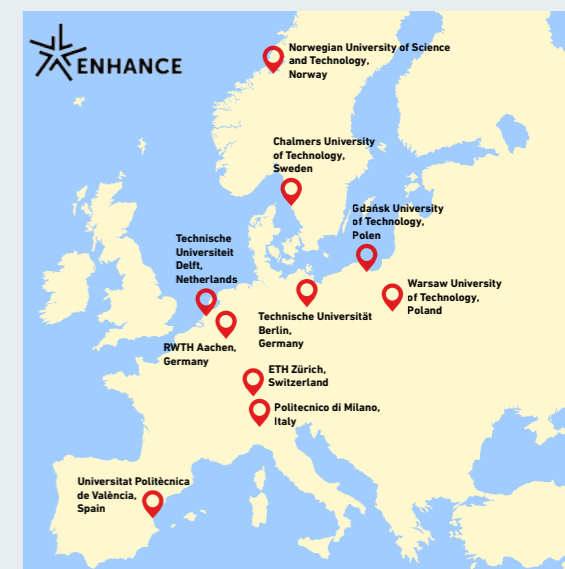 ENHANCE
Norwegian University of Science
and Technology,
Norway
Chalmers University
of Technology,
Sweden
Gdańsk University
of Technology,
Polen
Technische
Universiteit
Delft,
Netherlands
Warsaw University
of Technology,
Poland
Technische Universität
Berlin,
Germany
RWTH Aachen,
Germany
ETH Zürich,
Switzerland
Politecnico di Milano,
Italy
Universitat Politècnica
de València,
Spain